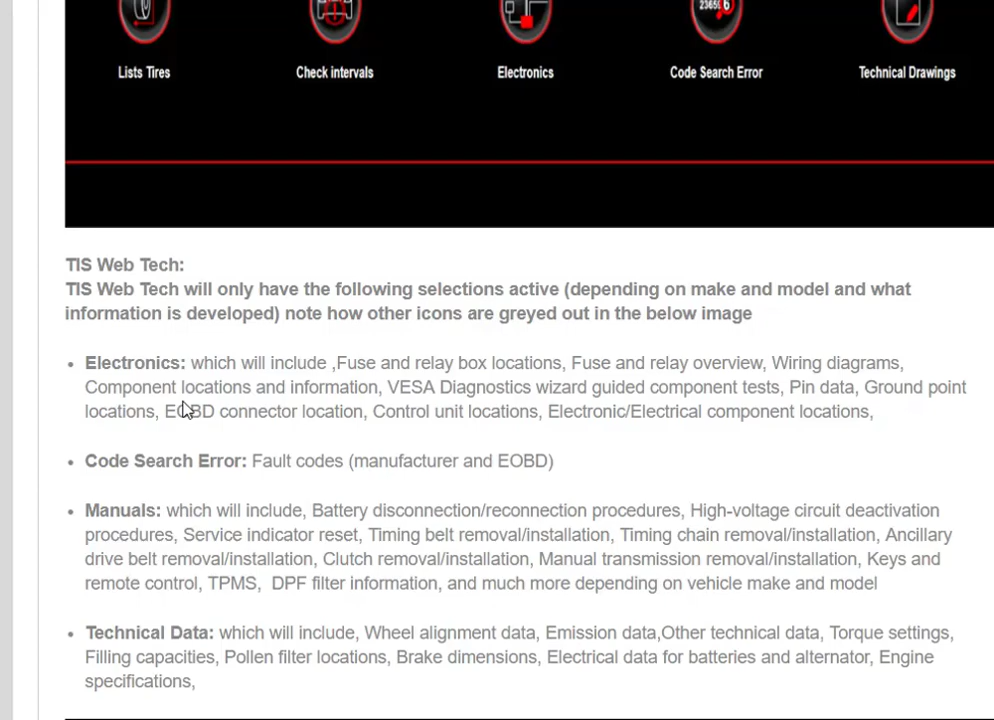 Lists Tires
Check intervals
Electronics
Code Search Error
Technical Drawings
TIS Web Tech:
TIS Web Tech will only have the following selections active (depending on make and model and what
information is developed) note how other icons are greyed out in the below image
Electronics: which will include ,Fuse and relay box locations, Fuse and relay overview, Wiring diagrams,
Component locations and information, VESA Diagnostics wizard guided component tests, Pin data, Ground point
locations, EOBD connector location, Control unit locations, Electronic/Electrical component locations,
Code Search Error: Fault codes (manufacturer and EOBD)
Manuals: which will include, Battery disconnection/reconnection procedures, High-voltage circuit deactivation
procedures, Service indicator reset, Timing belt removal/installation, Timing chain removal/installation, Ancillary
drive belt removal/installation, Clutch removal/installation, Manual transmission removal/installation, Keys and
remote control, TPMS,  DPF filter information, and much more depending on vehicle make and model
Technical Data: which will include, Wheel alignment data, Emission data,Other technical data, Torque settings,
Filling capacities, Pollen filter locations, Brake dimensions, Electrical data for batteries and alternator, Engine
specifications,